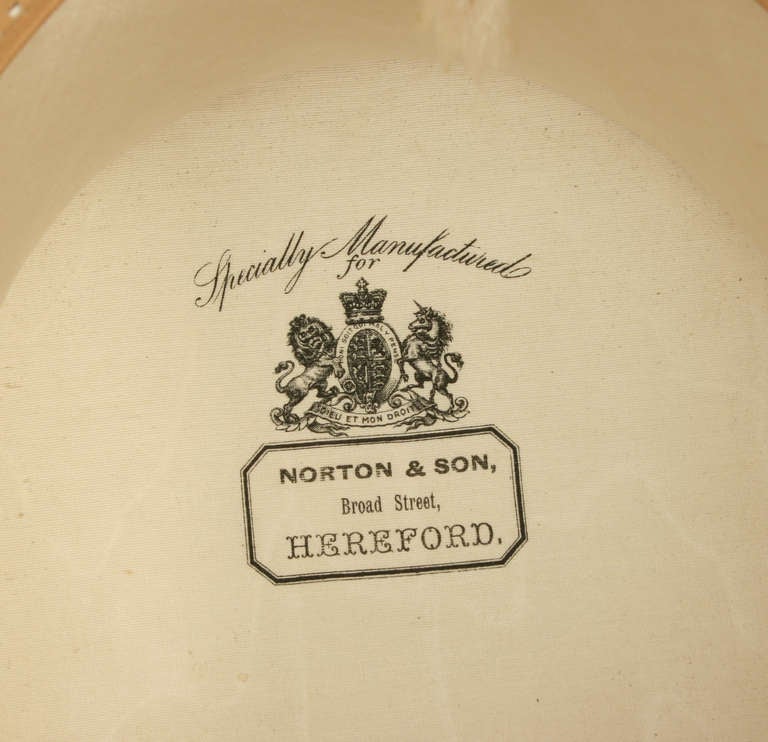 Specially Manufactured
for
HONI SOIT QUI MAL Y PENSE
DIEU ET MON DROIT
NORTON & SON,
Broad Street,
HEREFORD.